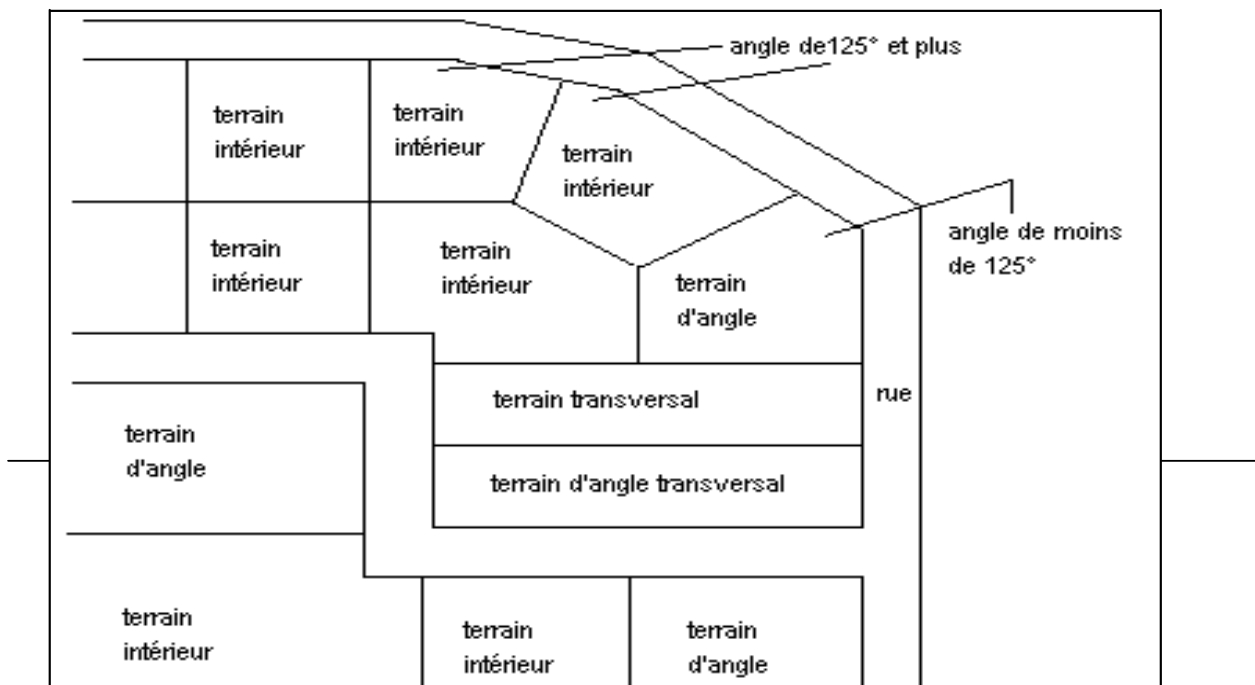 angle de125° et plus
terrain
intérieur
terrain
intérieur
terrain
intérieur
angle de moins
de 125°
terrain
intérieur
terrain
intérieur
terrain
d'angle
terrain transversal
rue
terrain
d'angle
terrain d'angle transversal
terrain
intérieur
terrain
intérieur
terrain
d'angle